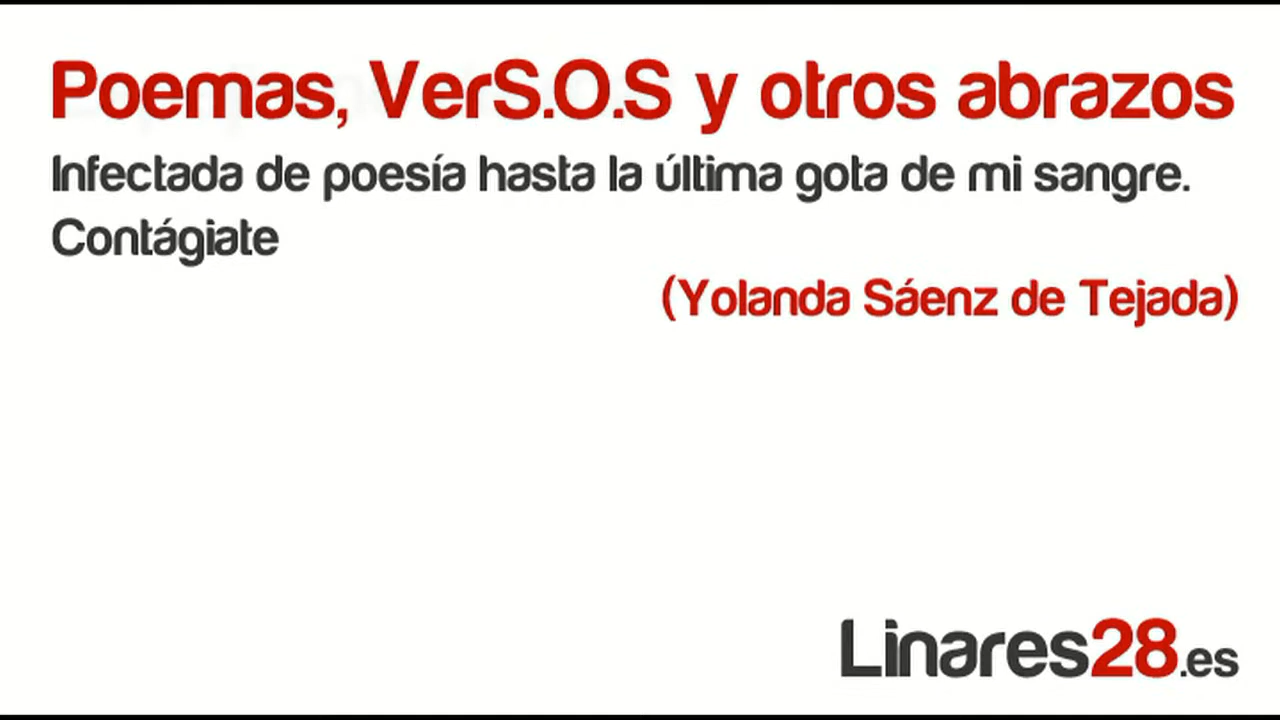 Poemas, VerS.O.S y otros abrazos
Infectada de poesía hasta la última gota de mi sangre.
Contágiate
(Yolanda Sáenz de Tejada)
Linares28.es